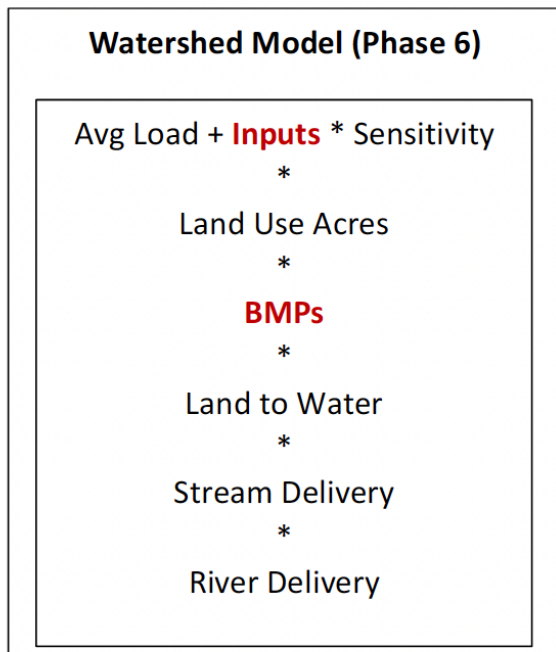 Watershed Model (Phase 6)
Avg Load + Inputs * Sensitivity
*
Land Use Acres
*
BMPs
*
Land to Water
*
Stream Delivery
*
River Delivery